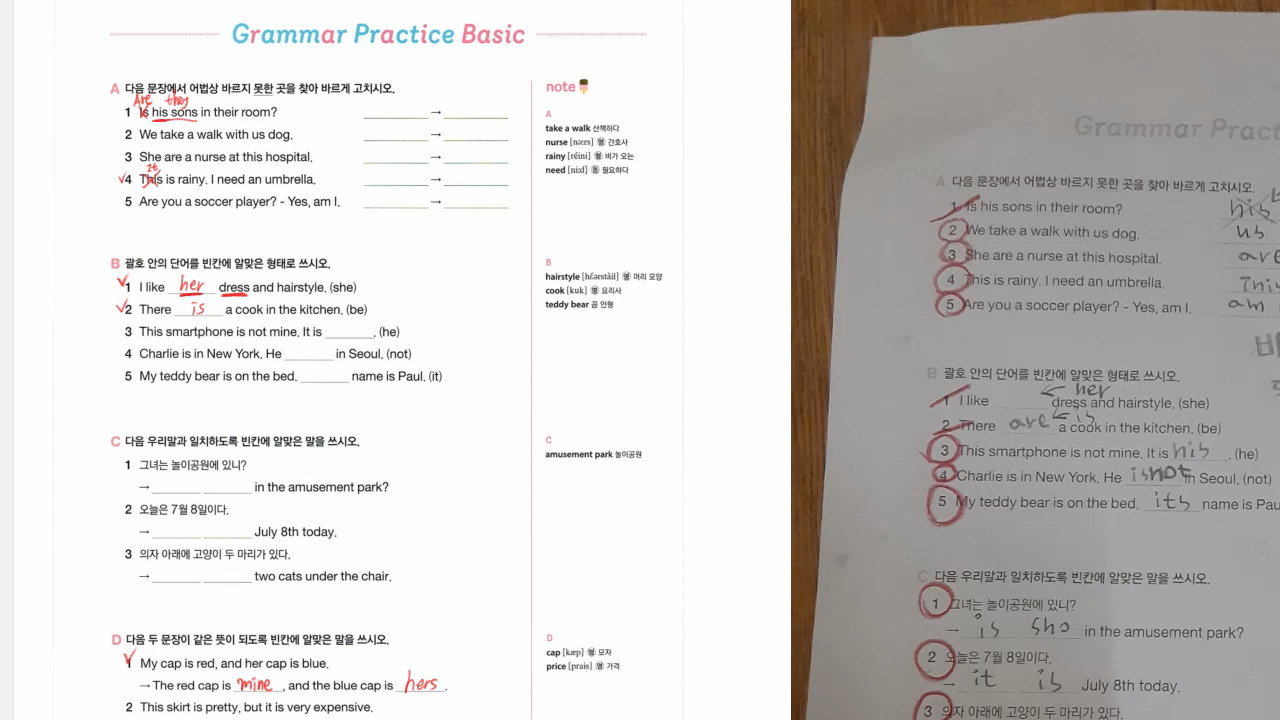 Grammar Practice Basic
A 다음 문장에서 어법상 바르지 못한 곳을 찾아 바르게 고치시오.
Are they
1 Is his sons in their room? →
2 We take a walk with us dog. →
3 She are a nurse at this hospital. →
it
4 This is rainy. I need an umbrella. →
5 Are you a soccer player? - Yes, am I. →
B 괄호 안의 단어를 빈칸에 알맞은 형태로 쓰시오.
1 I like her dress and hairstyle. (she)
2 There is a cook in the kitchen. (be)
3 This smartphone is not mine. It is . (he)
4 Charlie is in New York. He in Seoul. (not)
5 My teddy bear is on the bed. name is Paul. (it)
C 다음 우리말과 일치하도록 빈칸에 알맞은 말을 쓰시오.
1 그녀는 놀이공원에 있니?
→ in the amusement park?
2 오늘은 7월 8일이다.
→ July 8th today.
3 의자 아래에 고양이 두 마리가 있다.
→ two cats under the chair.
D 다음 두 문장이 같은 뜻이 되도록 빈칸에 알맞은 말을 쓰시오.
1 My cap is red, and her cap is blue.
→ The red cap is mine, and the blue cap is hers.
2 This skirt is pretty, but it is very expensive.
note
A
take a walk 산책하다
nurse [nəːrs] 명 간호사
rainy [réini] 형 비가 오는
need [niːd] 동 필요하다
B
hairstyle [hɛ́ərstàil] 명 머리 모양
cook [kuk] 명 요리사
teddy bear 곰 인형
C
amusement park 놀이공원
D
cap [kæp] 명 모자
price [prais] 명 가격
Grammar Pract
A 다음 문장에서 어법상 바르지 못한 곳을 찾아 바르게 고치시오.
1 Is his sons in their room? his
2 We take a walk with us dog. us
3 She are a nurse at this hospital. are
4 This is rainy. I need an umbrella.
5 Are you a soccer player? - Yes, am I. am
B 괄호 안의 단어를 빈칸에 알맞은 형태로 쓰시오.
her
1 I like dress and hairstyle. (she)
is
2 There are a cook in the kitchen. (be)
3 This smartphone is not mine. It is his. (he)
4 Charlie is in New York. He is not in Seoul. (not)
5 My teddy bear is on the bed. its name is Pau
C 다음 우리말과 일치하도록 빈칸에 알맞은 말을 쓰시오.
1 그녀는 놀이공원에 있니?
→ is sho in the amusement park?
2 오늘은 7월 8일이다.
→ it is July 8th today.
3 의자 아래에 고양이 두 마리가 있다.